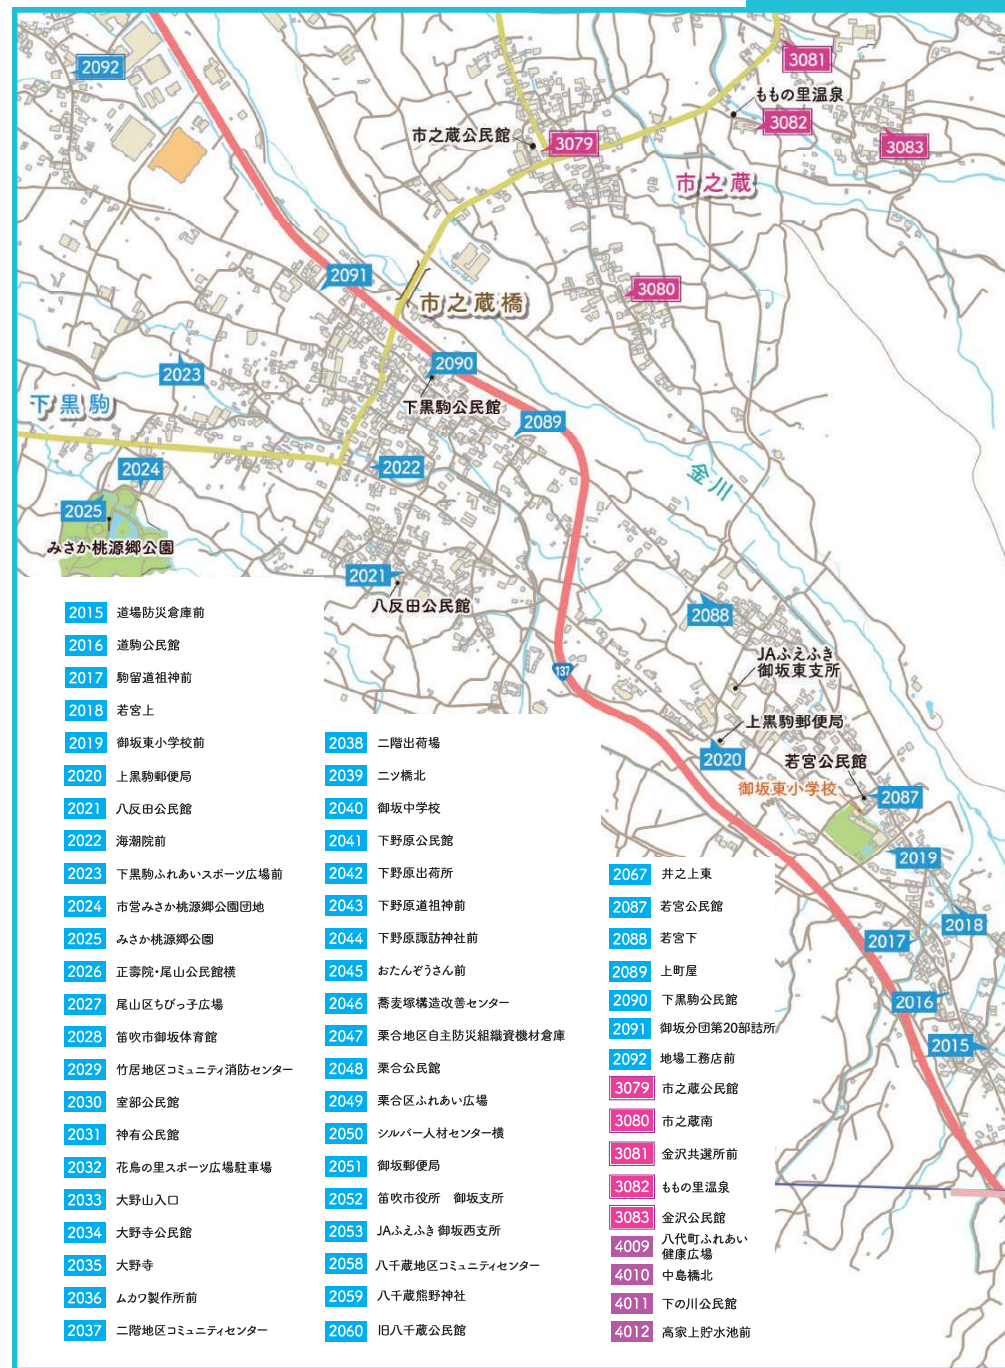 3081
2092
ももの里温泉
3082
市之蔵公民館
3079
3083
市之蔵
2091
3080
市之蔵橋
2090
2023
下黒駒
下黒駒公民館
2089
2024
2022
金川
2025
みさか桃源郷公園
2021
八反田公民館
2088
JAふえふき
御坂東支所
137
上黒駒郵便局
2020
若宮公民館
御坂東小学校
2087
2019
2018
2017
2016
2015
2015 道場防災倉庫前
2016 道駒公民館
2017 駒留道祖神前
2018 若宮上
2019 御坂東小学校前
2020 上黒駒郵便局
2021 八反田公民館
2022 海潮院前
2023 下黒駒ふれあいスポーツ広場前
2024 市営みさか桃源郷公園団地
2025 みさか桃源郷公園
2026 正壽院・尾山公民館横
2027 尾山区ちびっ子広場
2028 笛吹市御坂体育館
2029 竹居地区コミュニティ消防センター
2030 室部公民館
2031 神有公民館
2032 花鳥の里スポーツ広場駐車場
2033 大野山入口
2034 大野寺公民館
2035 大野寺
2036 ムカワ製作所前
2037 二階地区コミュニティセンター
2038 二階出荷場
2039 二ツ橋北
2040 御坂中学校
2041 下野原公民館
2042 下野原出荷所
2043 下野原道祖神前
2044 下野原諏訪神社前
2045 おたんぞうさん前
2046 蕎麦塚構造改善センター
2047 栗合地区自主防災組織資機材倉庫
2048 栗合公民館
2049 栗合区ふれあい広場
2050 シルバー人材センター横
2051 御坂郵便局
2052 笛吹市役所 御坂支所
2053 JAふえふき 御坂西支所
2058 八千蔵地区コミュニティセンター
2059 八千蔵熊野神社
2060 旧八千蔵公民館
2067 井之上東
2087 若宮公民館
2088 若宮下
2089 上町屋
2090 下黒駒公民館
2091 御坂分団第20部詰所
2092 地場工務店前
3079 市之蔵公民館
3080 市之蔵南
3081 金沢共選所前
3082 ももの里温泉
3083 金沢公民館
4009 八代町ふれあい
健康広場
4010 中島橋北
4011 下の川公民館
4012 高家上貯水池前